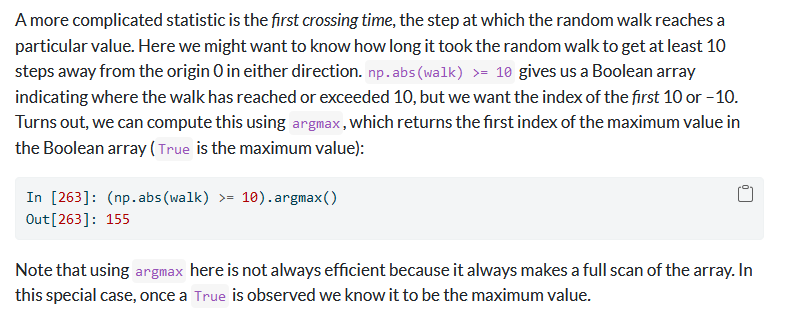 A more complicated statistic is the first crossing time, the step at which the random walk reaches a
particular value. Here we might want to know how long it took the random walk to get at least 10
steps away from the origin 0 in either direction. np.abs(walk) >= 10 gives us a Boolean array
indicating where the walk has reached or exceeded 10, but we want the index of the first 10 or –10.
Turns out, we can compute this using argmax, which returns the first index of the maximum value in
the Boolean array (True is the maximum value):
In [263]: (np.abs(walk) >= 10).argmax()
Out[263]: 155
Note that using argmax here is not always efficient because it always makes a full scan of the array. In
this special case, once a True is observed we know it to be the maximum value.